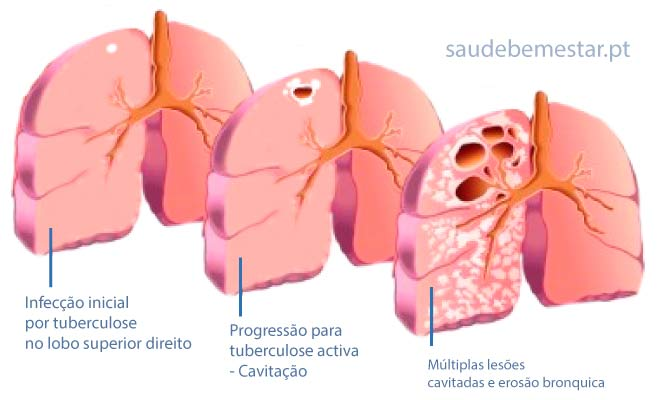 saudebemestar.pt
Infecção inicial
por tuberculose
no lobo superior direito
Progressão para
tuberculose activa
- Cavitação
Múltiplas lesões
cavitadas e erosão bronquica